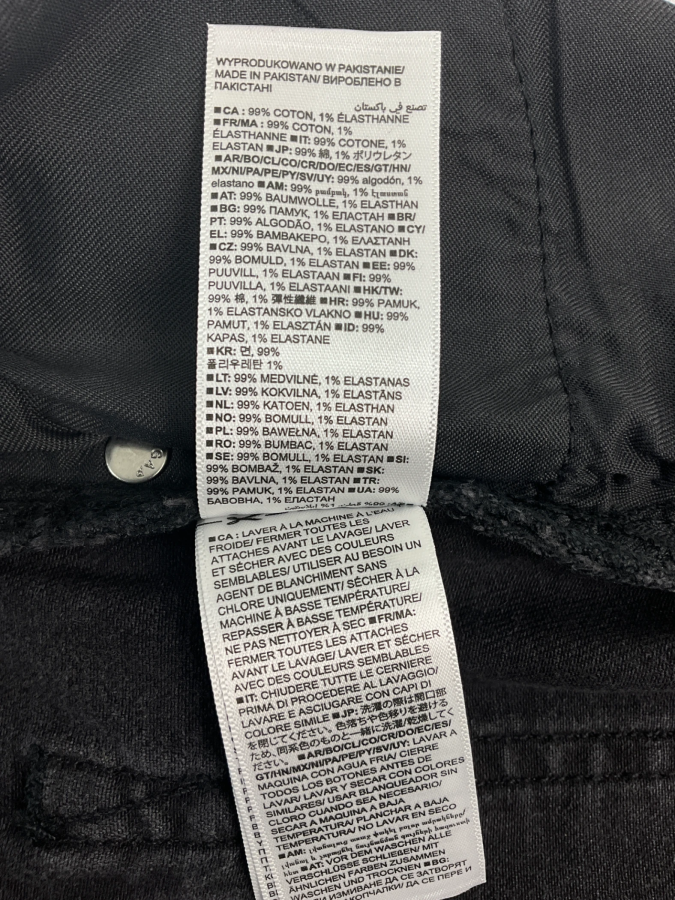 WYPRODUKOWANO W PAKISTANIE/
MADE IN PAKISTAN/ ВИРОБЛЕНО В
ПАКІСТАНІ
تصنع في باكستان
■CA : 99% COTTON, 1% ÉLASTHANNE
■FR/MA : 99% COTON, 1%
ÉLASTHANNE ■IT: 99% COTONE, 1%
ELASTAN ■JP: 99% 綿, 1% ポリウレタン
■AR/BO/CL/CO/CR/DO/EC/ES/GT/HN/
MX/NI/PA/PE/PY/SV/UY: 99% algodón, 1%
elastano ■AM: 99% բամբակ, 1% էլաստան
■AT: 99% BAUMWOLLE, 1% ELASTHAN
■BG: 99% ПАМУК, 1% ЕЛАСТАН ■BR/
PT: 99% ALGODÃO, 1% ELASTANO ■CY/
EL: 99% ΒΑΜΒΑΚΕΡΟ, 1% ΕΛΑΣΤΑΝΗ
■CZ: 99% BAVLNA, 1% ELASTAN ■DK:
99% BOMULD, 1% ELASTAN ■EE: 99%
PUUVILL, 1% ELASTAAN ■FI: 99%
PUUVILLA, 1% ELASTAANI ■HK/TW:
99% 棉, 1% 彈性纖維 ■HR: 99% PAMUK,
1% ELASTANSKO VLAKNO ■HU: 99%
PAMUT, 1% ELASZTÁN ■ID: 99%
KAPAS, 1% ELASTANE
■KR: 면, 99%
폴리우레탄 1%
■LT: 99% MEDVILNĖ, 1% ELASTANAS
■LV: 99% KOKVILNA, 1% ELASTĀNS
■NL: 99% KATOEN, 1% ELASTHAN
■NO: 99% BOMULL, 1% ELASTAN
■PL: 99% BAWEŁNA, 1% ELASTAN
■RO: 99% BUMBAC, 1% ELASTAN
■SE: 99% BOMULL, 1% ELASTAN ■SI:
99% BOMBAŽ, 1% ELASTAN ■SK:
99% BAVLNA, 1% ELASTAN ■TR:
99% PAMUK, 1% ELASTAN ■UA: 99%
БАВОВНА, 1% ЕЛАСТАН
■CA : LAVER À LA MACHINE À L'EAU
FROIDE/ FERMER TOUTES LES
ATTACHES AVANT LE LAVAGE/ LAVER
ET SÉCHER AVEC DES COULEURS
SEMBLABLES/ UTILISER AU BESOIN UN
AGENT DE BLANCHIMENT SANS
CHLORE UNIQUEMENT/ SÉCHER À LA
MACHINE À BASSE TEMPÉRATURE/
REPASSER À BASSE TEMPÉRATURE/
NE PAS NETTOYER À SEC ■FR/MA:
FERMER TOUTES LES ATTACHES
AVANT LE LAVAGE/ LAVER ET SÉCHER
AVEC DES COULEURS SEMBLABLES
■IT: CHIUDERE TUTTE LE CERNIERE
PRIMA DI PROCEDERE AL LAVAGGIO/
LAVARE E ASCIUGARE CON CAPI DI
COLORE SIMILE ■JP: 洗濯の際は開口部
を閉じてください. 色落ちや色移りを避ける
ため、同系色のものと一緒に洗濯/乾燥してく
ださい。 ■AR/BO/CL/CO/CR/DO/EC/ES/
GT/HN/MX/NI/PA/PE/PY/SV/UY: LAVAR A
MAQUINA CON AGUA FRIA/ CIERRE
TODOS LOS BOTONES ANTES DE
LAVAR/ LAVAR Y SECAR CON COLORES
SIMILARES/ USAR BLANQUEADOR SIN
CLORO CUANDO SEA NECESARIO/
SECAR A MAQUINA A BAJA
TEMPERATURA/ PLANCHAR A BAJA
TEMPERATURA/ NO LAVAR EN SECO
■AM:
■AT: VOR DEM WASCHEN ALLE
VERSCHLÜSSE SCHLIEßEN/ MIT
ÄHNLICHEN FARBEN ZUSAMMEN
WASCHEN UND TROCKNEN ■BG:
ИЗМИВАНЕ ДА СЕ ЗАТВОРЯТ
КОПЧАЛКИ/ ДА СЕ ПЕРЕ И